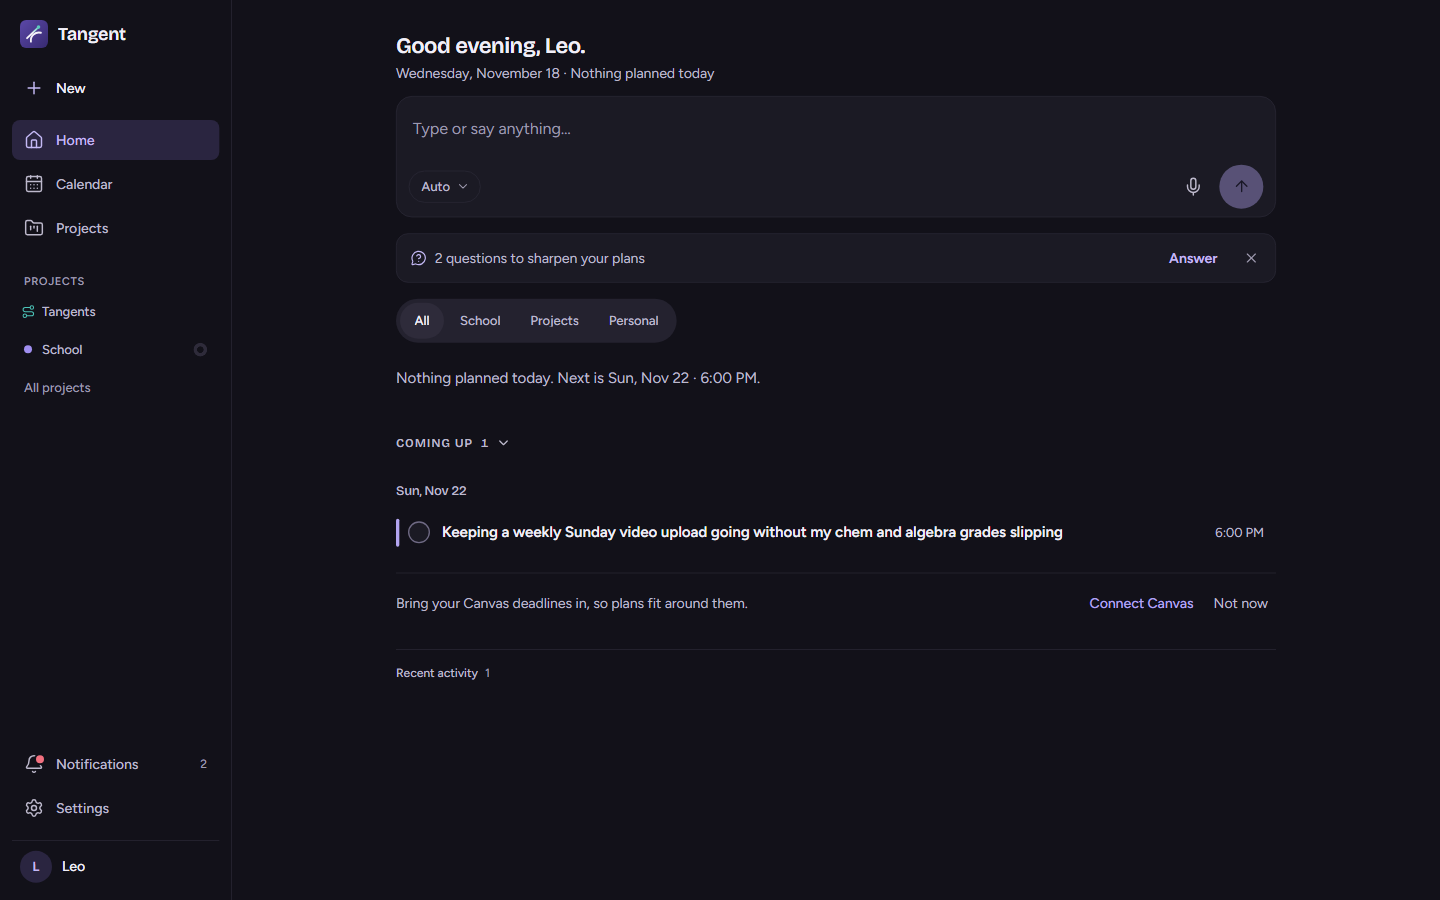 Tangent
New
Home
Calendar
Projects
PROJECTS
Tangents
School
All projects
Notifications 2
Settings
L Leo
Good evening, Leo.
Wednesday, November 18 · Nothing planned today
Type or say anything...
Auto
2 questions to sharpen your plans Answer
All School Projects Personal
Nothing planned today. Next is Sun, Nov 22 · 6:00 PM.
COMING UP 1
Sun, Nov 22
Keeping a weekly Sunday video upload going without my chem and algebra grades slipping 6:00 PM
Bring your Canvas deadlines in, so plans fit around them. Connect Canvas Not now
Recent activity 1